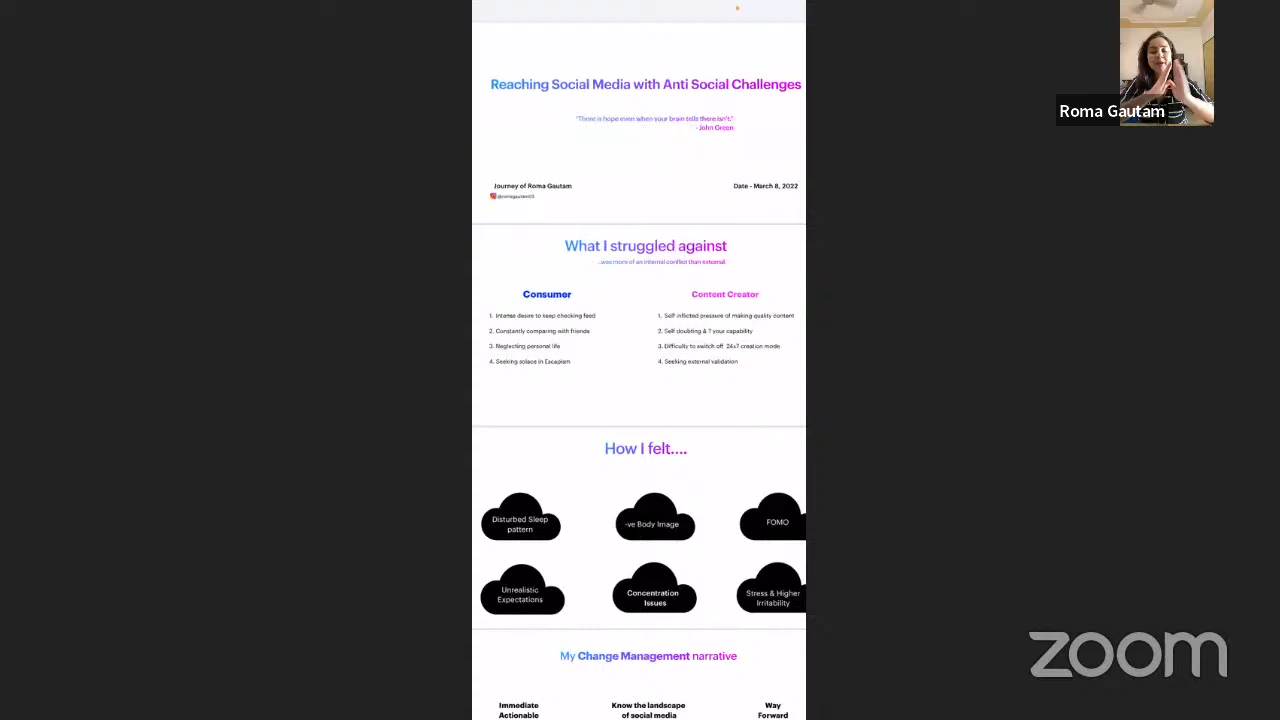 Reaching Social Media with Anti Social Challenges
"There is hope even when your brain tells there isn't."
- John Green
Journey of Roma Gautam
Date - March 8, 2022
What I struggled against
...was more of an internal conflict than external.
Consumer
1. Intense desire to keep checking feed
2. Constantly comparing with friends
3. Neglecting personal life
4. Seeking solace in Escapism
Content Creator
1. Self inflicted pressure of making quality content
2. Self doubting & ? your capability
3. Difficulty to switch off 24x7 creation mode
4. Seeking external validation
How I felt....
Disturbed Sleep
pattern
-ve Body Image
FOMO
Unrealistic
Expectations
Concentration
Issues
Stress & Higher
Irritability
My Change Management narrative
Immediate
Actionable
Know the landscape
of social media
Way
Forward
Roma Gautam
zoom